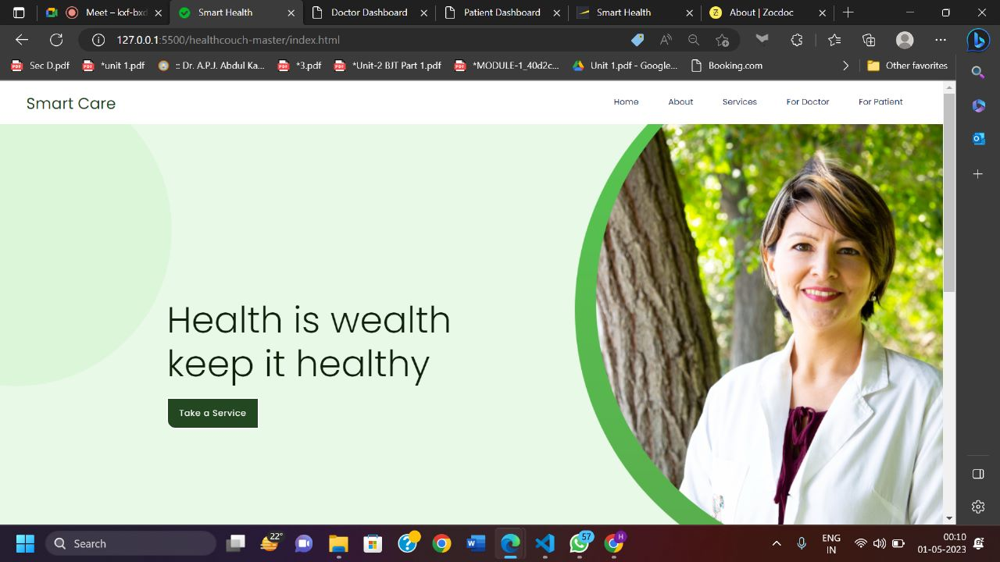 Meet – kxf-bxd
Smart Health
Doctor Dashboard
Patient Dashboard
Smart Health
About | Zocdoc
127.0.0.1:5500/healthcouch-master/index.html
Sec D.pdf
*unit 1.pdf
:: Dr. A.P.J. Abdul Ka...
*3.pdf
*Unit-2 BJT Part 1.pdf
*MODULE-1_40d2c...
Unit 1.pdf - Google...
Booking.com
Other favorites
Smart Care
Home
About
Services
For Doctor
For Patient
Health is wealth
keep it healthy
Take a Service
Search
22°
57
H
ENG
IN
00:10
01-05-2023